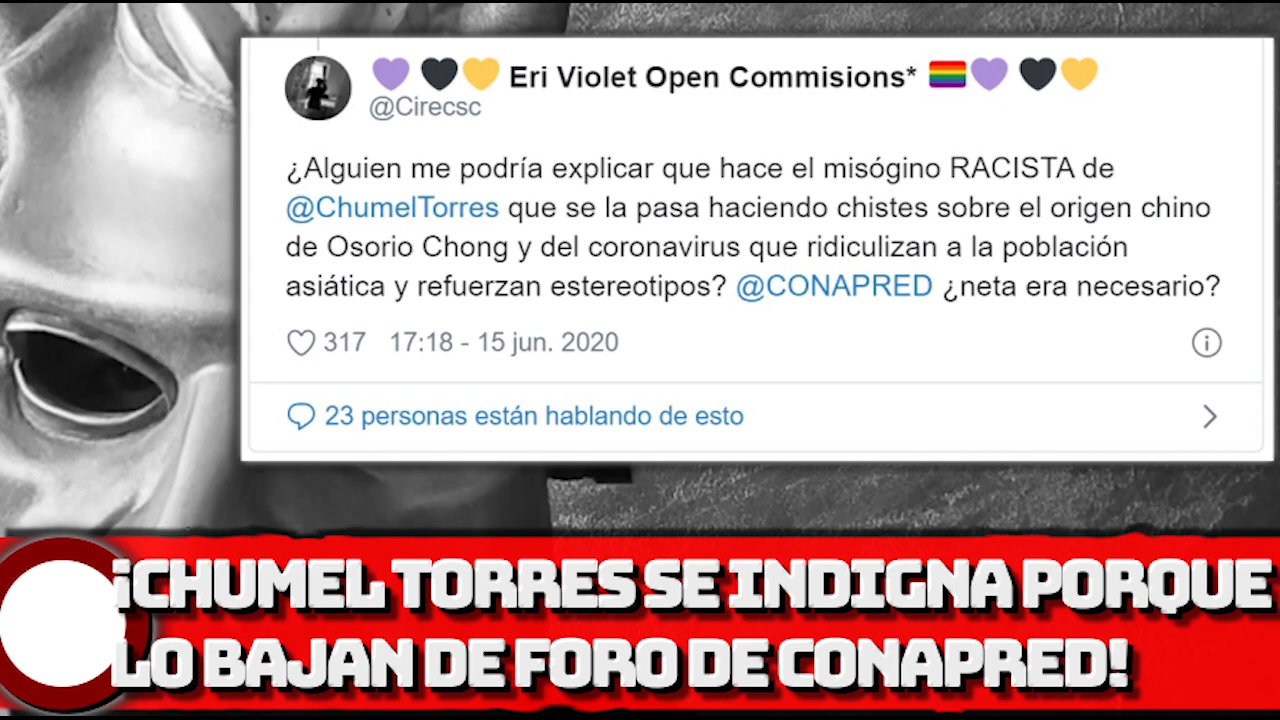 💜 🖤 💛 Eri Violet Open Commisions* 🏳️‍🌈💜 🖤 💛
@Cirecsc
¿Alguien me podría explicar que hace el misógino RACISTA de
@ChumelTorres que se la pasa haciendo chistes sobre el origen chino
de Osorio Chong y del coronavirus que ridiculizan a la población
asiática y refuerzan estereotipos? @CONAPRED ¿neta era necesario?
317 17:18 - 15 jun. 2020
23 personas están hablando de esto
¡CHUMEL TORRES SE INDIGNA PORQUE
LO BAJAN DE FORO DE CONAPRED!